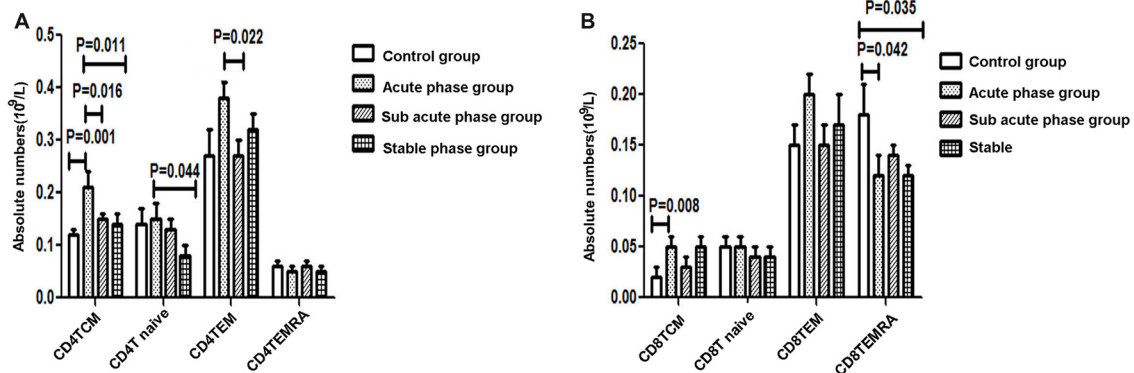 A
P=0.011
P=0.016
P=0.001
P=0.044
P=0.022
Absolute numbers(10⁹/L)
0.5
0.4
0.3
0.2
0.1
0.0
CD4TCM
CD4T naive
CD4TEM
CD4TEMRA
Control group
Acute phase group
Sub acute phase group
Stable phase group
B
P=0.035
P=0.042
P=0.008
Absolute numbers(10⁹/L)
0.25
0.20
0.15
0.10
0.05
0.00
CD8TCM
CD8T naive
CD8TEM
CD8TEMRA
Control group
Acute phase group
Sub acute phase group
Stable